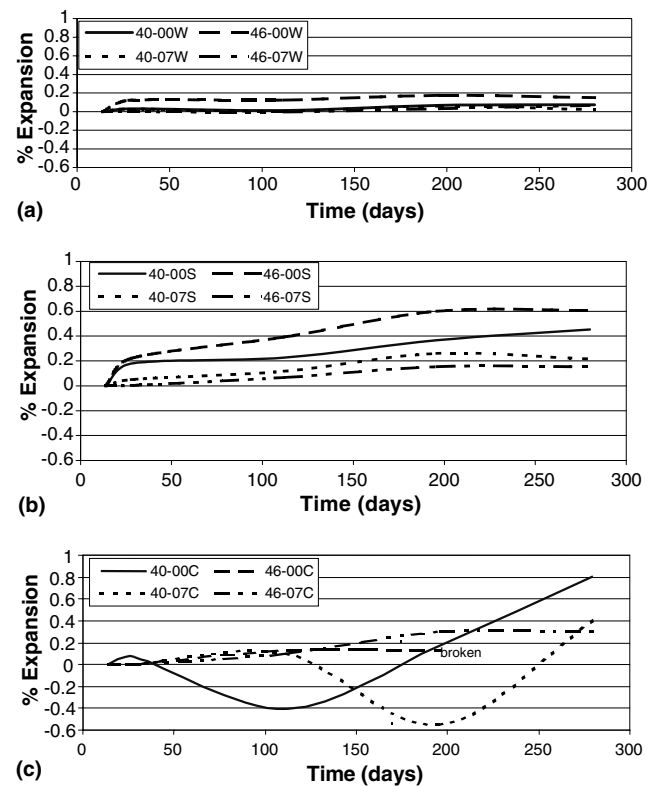 1
0.8
0.6
0.4
0.2
0
-0.2
-0.4
-0.6
% Expansion
40-00W 46-00W
40-07W 46-07W
0 50 100 150 200 250 300
(a) Time (days)
1
0.8
0.6
0.4
0.2
0
-0.2
-0.4
-0.6
% Expansion
40-00S 46-00S
40-07S 46-07S
0 50 100 150 200 250 300
(b) Time (days)
1
0.8
0.6
0.4
0.2
0
-0.2
-0.4
-0.6
% Expansion
40-00C 46-00C
40-07C 46-07C
broken
0 50 100 150 200 250 300
(c) Time (days)